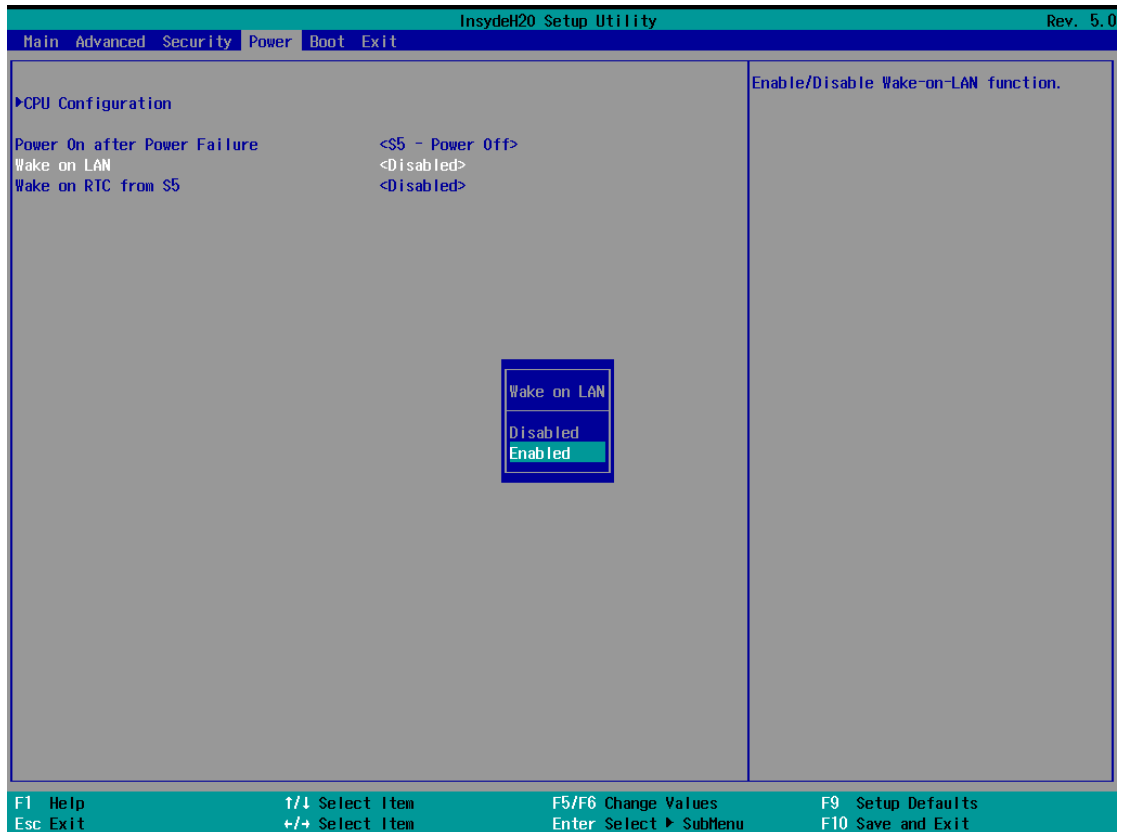 InsydeH20 Setup Utility Rev. 5.0
Main Advanced Security Power Boot Exit
Enable/Disable Wake-on-LAN function.
▶CPU Configuration
Power On after Power Failure <S5 - Power Off>
Wake on LAN <Disabled>
Wake on RTC from S5 <Disabled>
Wake on LAN
Disabled
Enabled
F1 Help ↑/↓ Select Item F5/F6 Change Values F9 Setup Defaults
Esc Exit ←/→ Select Item Enter Select ▶ SubMenu F10 Save and Exit